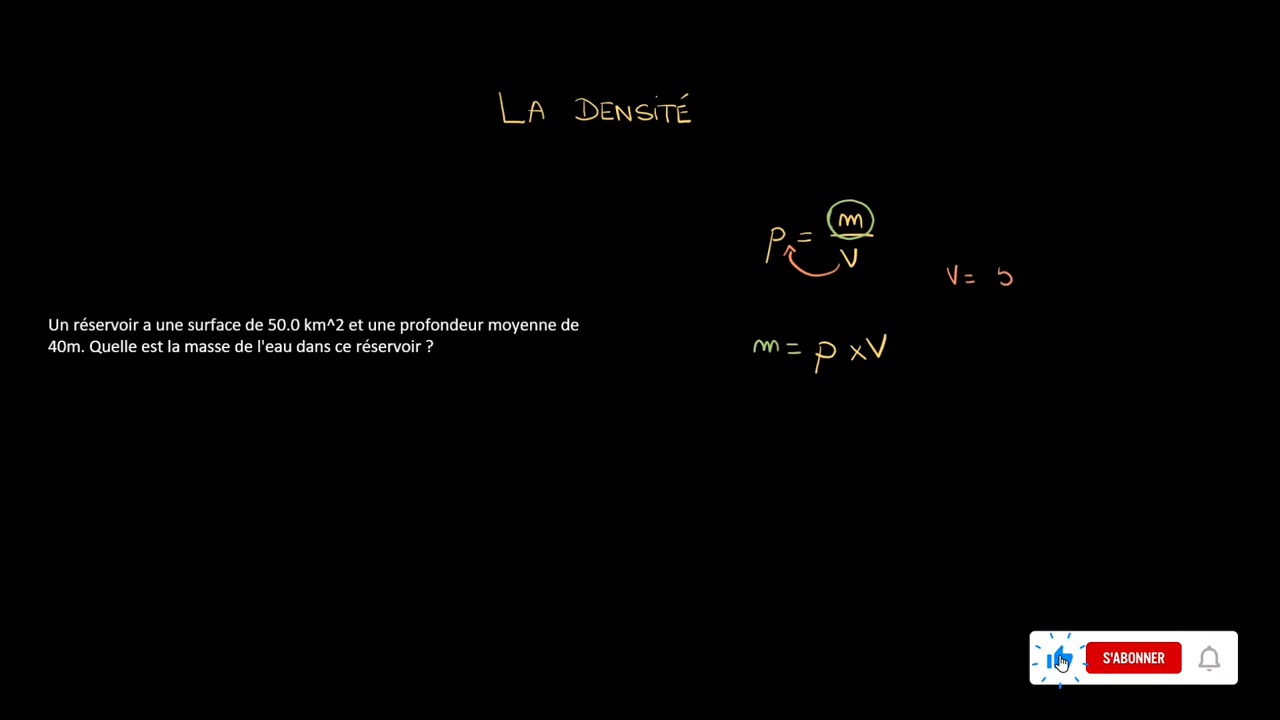 LA DENSITÉ
p = m / V
V = 5
Un réservoir a une surface de 50.0 km^2 et une profondeur moyenne de
40m. Quelle est la masse de l'eau dans ce réservoir ?
m = p x V
S'ABONNER